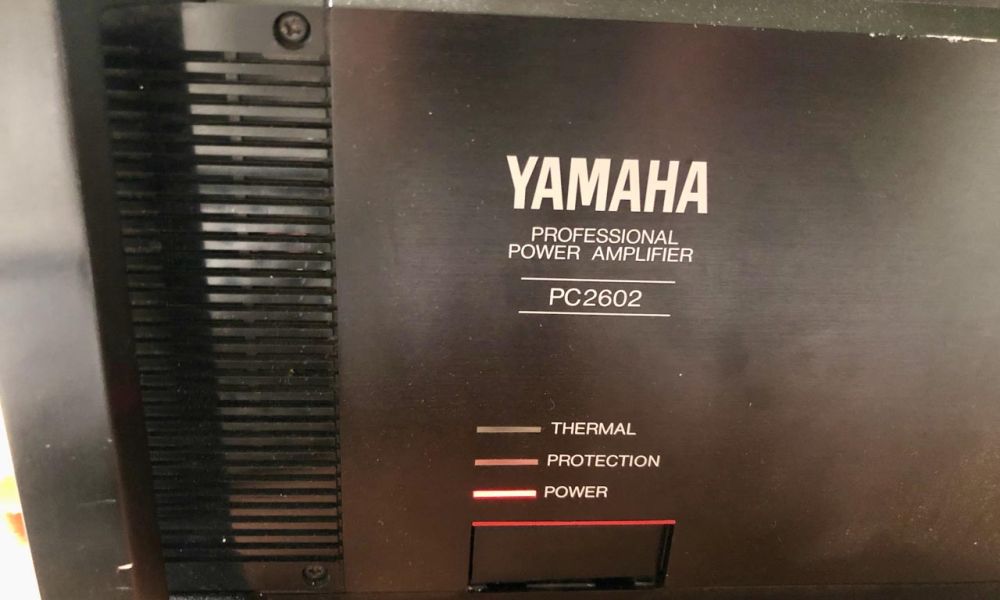 YAMAHA
PROFESSIONAL
POWER AMPLIFIER
PC2602
THERMAL
PROTECTION
POWER